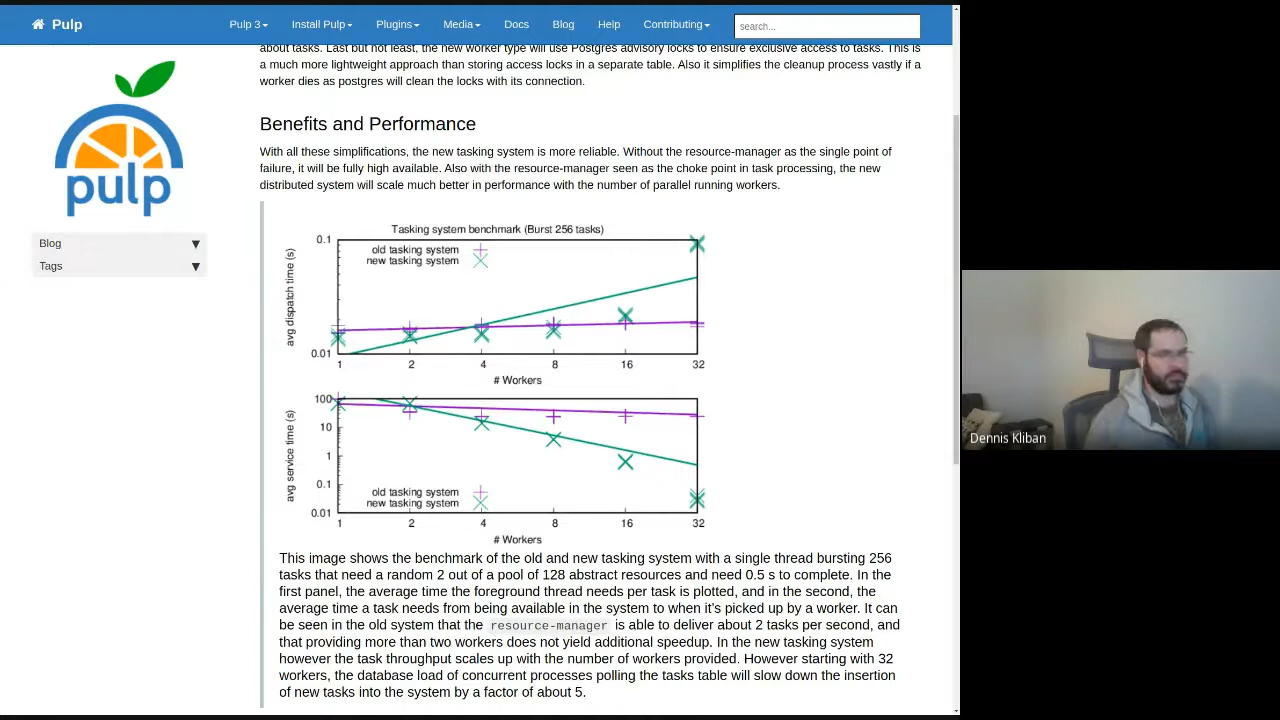 Pulp
Pulp 3
Install Pulp
Plugins
Media
Docs
Blog
Help
Contributing
search...
about tasks. Last but not least, the new worker type will use Postgres advisory locks to ensure exclusive access to tasks. This is
a much more lightweight approach than storing access locks in a separate table. Also it simplifies the cleanup process vastly if a
worker dies as postgres will clean the locks with its connection.
pulp
Blog
Tags
Benefits and Performance
With all these simplifications, the new tasking system is more reliable. Without the resource-manager as the single point of
failure, it will be fully high available. Also with the resource-manager seen as the choke point in task processing, the new
distributed system will scale much better in performance with the number of parallel running workers.
Tasking system benchmark (Burst 256 tasks)
old tasking system
new tasking system
avg dispatch time (s)
0.1
0.01
1 2 4 8 16 32
# Workers
avg service time (s)
100
10
1
0.1
0.01
old tasking system
new tasking system
1 2 4 8 16 32
# Workers
This image shows the benchmark of the old and new tasking system with a single thread bursting 256
tasks that need a random 2 out of a pool of 128 abstract resources and need 0.5 s to complete. In the
first panel, the average time the foreground thread needs per task is plotted, and in the second, the
average time a task needs from being available in the system to when it's picked up by a worker. It can
be seen in the old system that the resource-manager is able to deliver about 2 tasks per second, and
that providing more than two workers does not yield additional speedup. In the new tasking system
however the task throughput scales up with the number of workers provided. However starting with 32
workers, the database load of concurrent processes polling the tasks table will slow down the insertion
of new tasks into the system by a factor of about 5.
Dennis Kliban